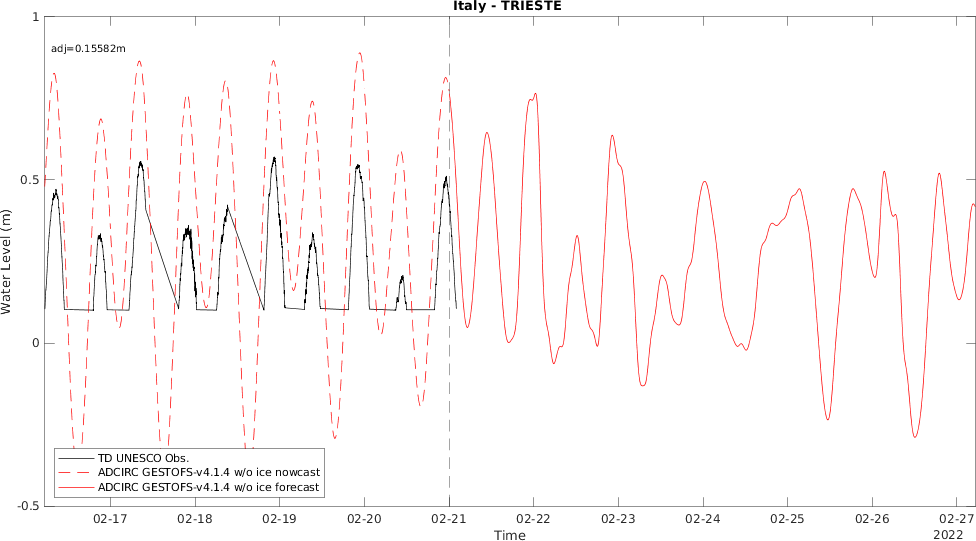 Italy - TRIESTE
adj=0.15582m
1
0.5
0
-0.5
Water Level (m)
TD UNESCO Obs.
ADCIRC GESTOFS-v4.1.4 w/o ice nowcast
ADCIRC GESTOFS-v4.1.4 w/o ice forecast
02-17 02-18 02-19 02-20 02-21 02-22 02-23 02-24 02-25 02-26 02-27
Time
2022